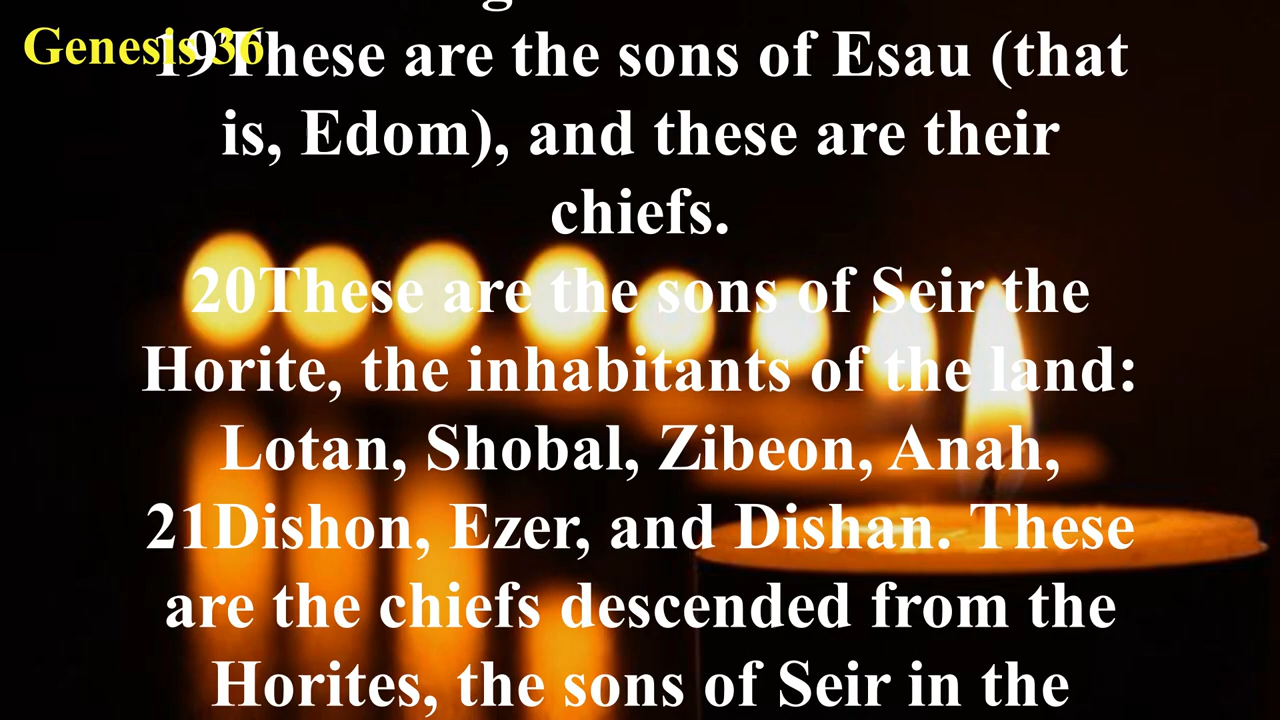 Genesis 36
19These are the sons of Esau (that
is, Edom), and these are their
chiefs.
20These are the sons of Seir the
Horite, the inhabitants of the land:
Lotan, Shobal, Zibeon, Anah,
21Dishon, Ezer, and Dishan. These
are the chiefs descended from the
Horites, the sons of Seir in the